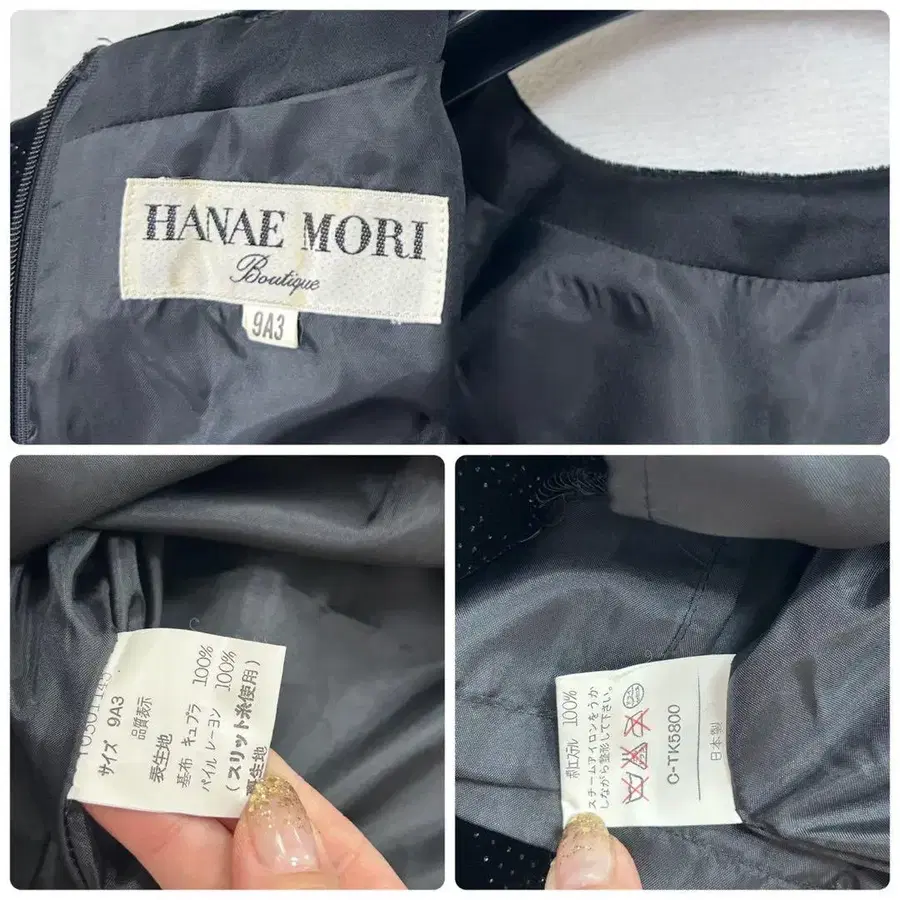 HANAE MORI
Boutique
9A3
サイズ 9A3
品質表示
表生地
基布 キュプラ 100%
パイル レーヨン 100%
(スリット糸使用)
表生地
ポリエステル 100%
スチームアイロンをうか
しながら整形して下さい。
C-TK5800
日本製